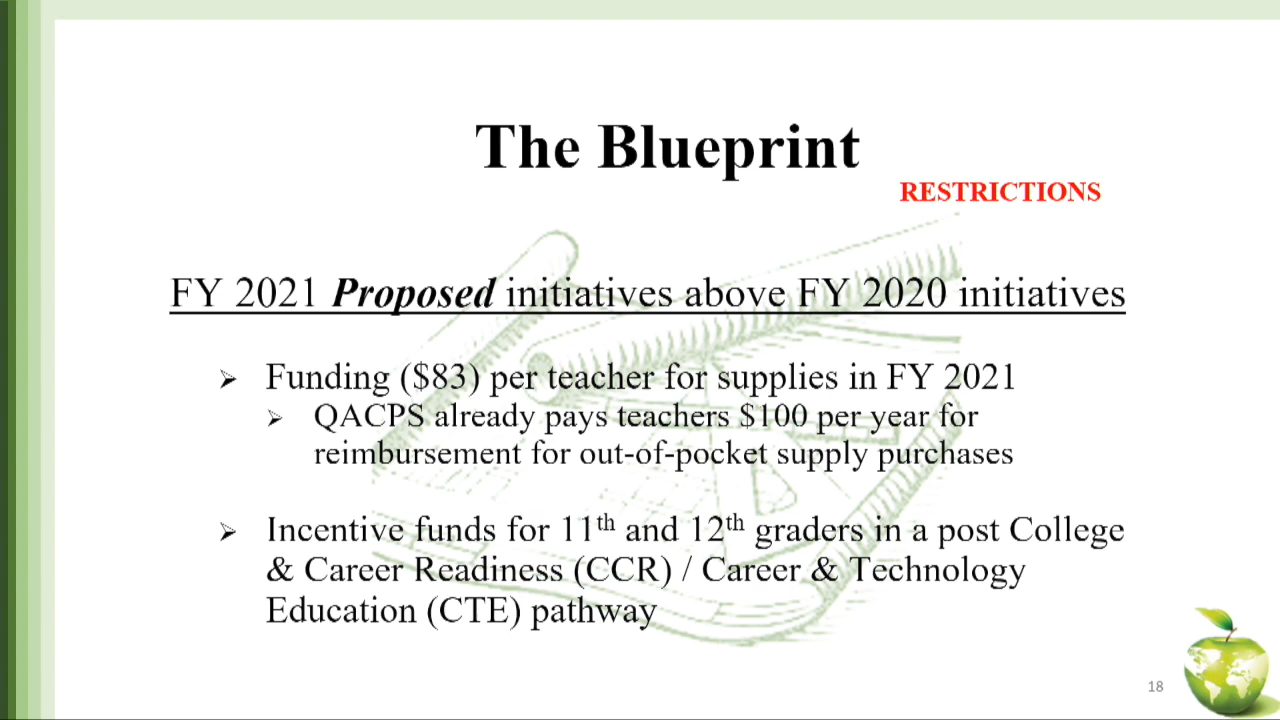 The Blueprint
RESTRICTIONS
FY 2021 Proposed initiatives above FY 2020 initiatives
➢ Funding ($83) per teacher for supplies in FY 2021
➢ QACPS already pays teachers $100 per year for
reimbursement for out-of-pocket supply purchases
➢ Incentive funds for 11th and 12th graders in a post College
& Career Readiness (CCR) / Career & Technology
Education (CTE) pathway
18